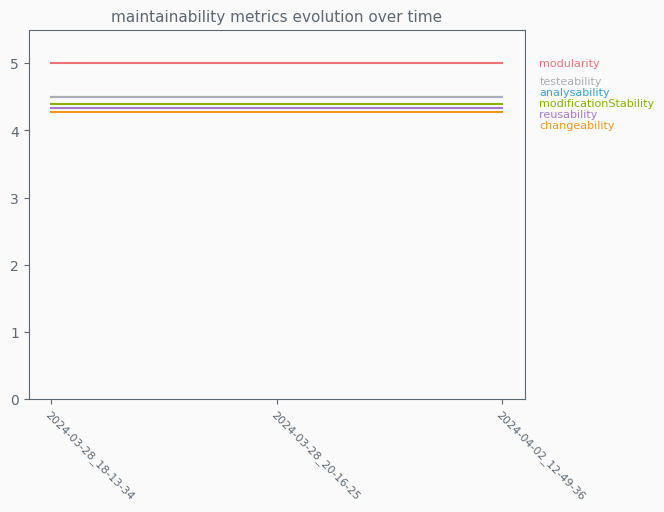 maintainability metrics evolution over time
5
4
3
2
1
0
modularity
testeability
analysability
modificationStability
reusability
changeability
2024-03-28_18-13-34
2024-03-28_20-16-25
2024-04-02_12-49-36